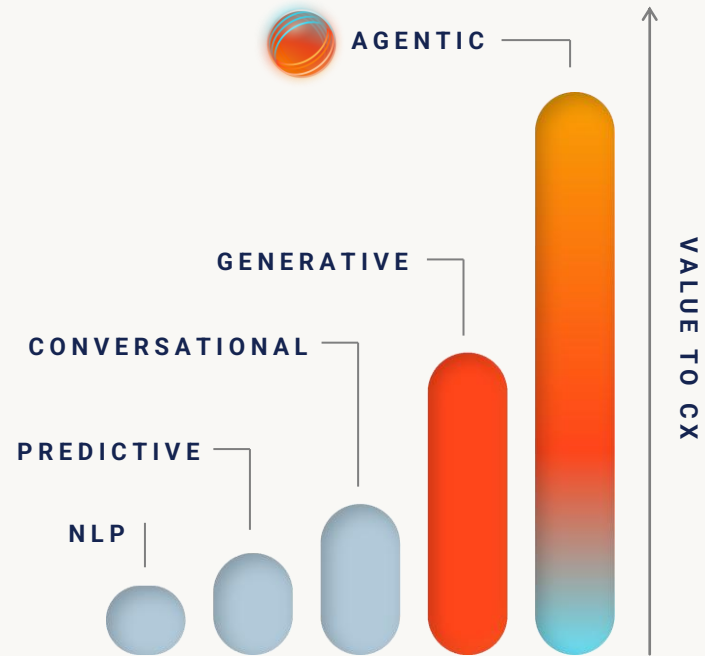 AGENTIC
GENERATIVE
CONVERSATIONAL
PREDICTIVE
NLP
VALUE TO CX